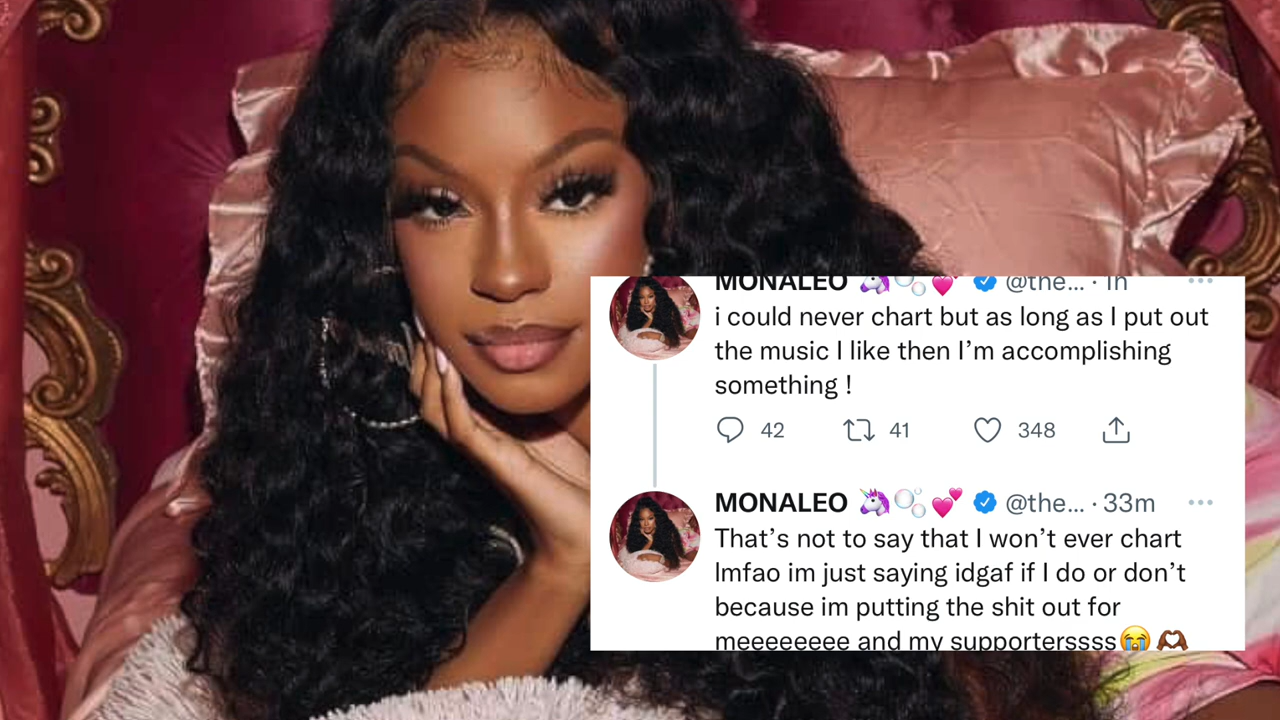 MONALEO 🦄🫧💕 @the... · 1h ...
i could never chart but as long as I put out
the music I like then I’m accomplishing
something !
42 41 348
MONALEO 🦄🫧💕 @the... · 33m ...
That’s not to say that I won’t ever chart
lmfao im just saying idgaf if I do or don’t
because im putting the shit out for
meeeeeeee and my supporterssss😭🫶🏾